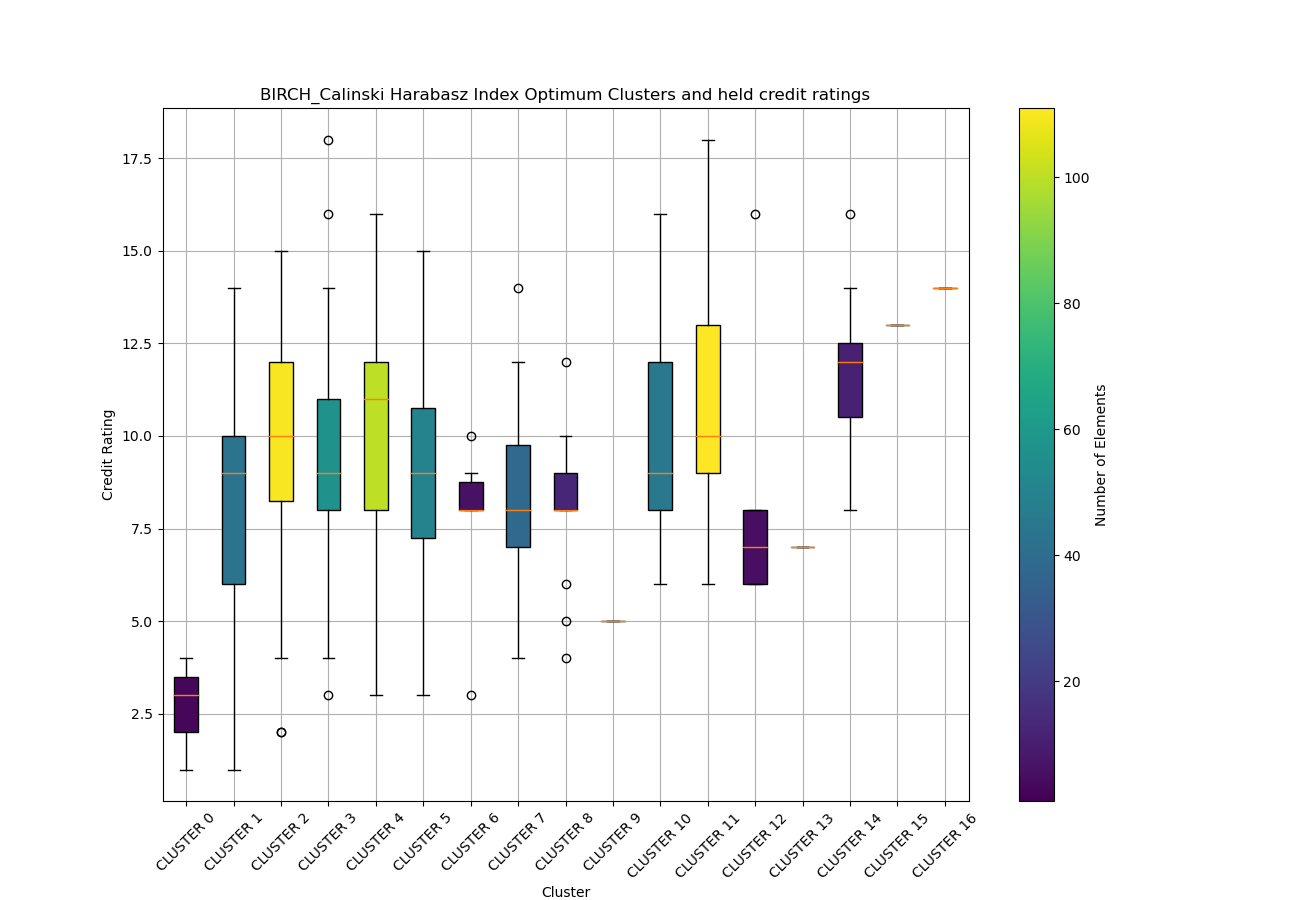 BIRCH_Calinski Harabasz Index Optimum Clusters and held credit ratings
17.5
15.0
12.5
10.0
7.5
5.0
2.5
Credit Rating
CLUSTER 0
CLUSTER 1
CLUSTER 2
CLUSTER 3
CLUSTER 4
CLUSTER 5
CLUSTER 6
CLUSTER 7
CLUSTER 8
CLUSTER 9
CLUSTER 10
CLUSTER 11
CLUSTER 12
CLUSTER 13
CLUSTER 14
CLUSTER 15
CLUSTER 16
Cluster
100
80
60
40
20
Number of Elements